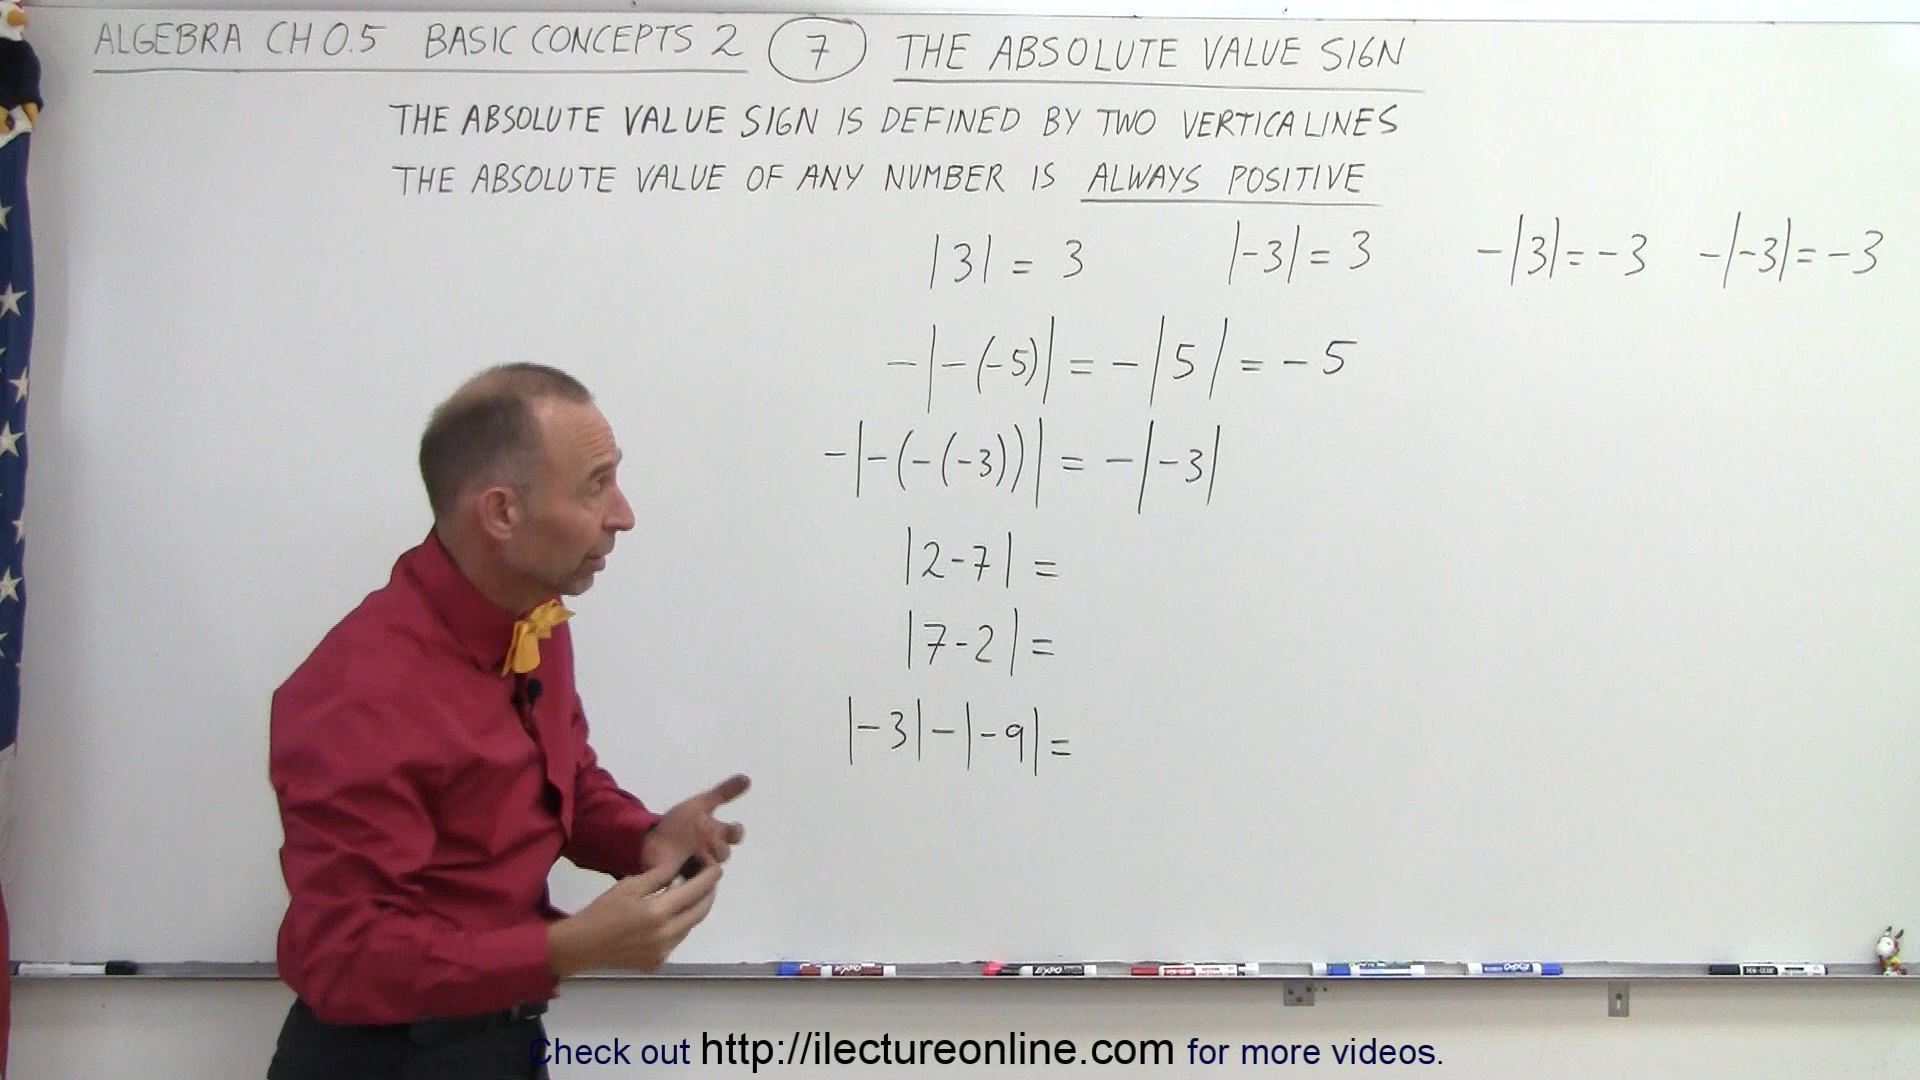 ALGEBRA CH 0.5 BASIC CONCEPTS 2 7 THE ABSOLUTE VALUE SIGN
THE ABSOLUTE VALUE SIGN IS DEFINED BY TWO VERTICALINES
THE ABSOLUTE VALUE OF ANY NUMBER IS ALWAYS POSITIVE
|3| = 3 |-3| = 3 -|3| = -3 -|-3| = -3
-|-(-5)| = -|5| = -5
-|-(-(-3))| = -|-3|
|2-7| =
|7-2| =
|-3|-|-9| =
EXPO EXPO
Check out http://ilectureonline.com for more videos.